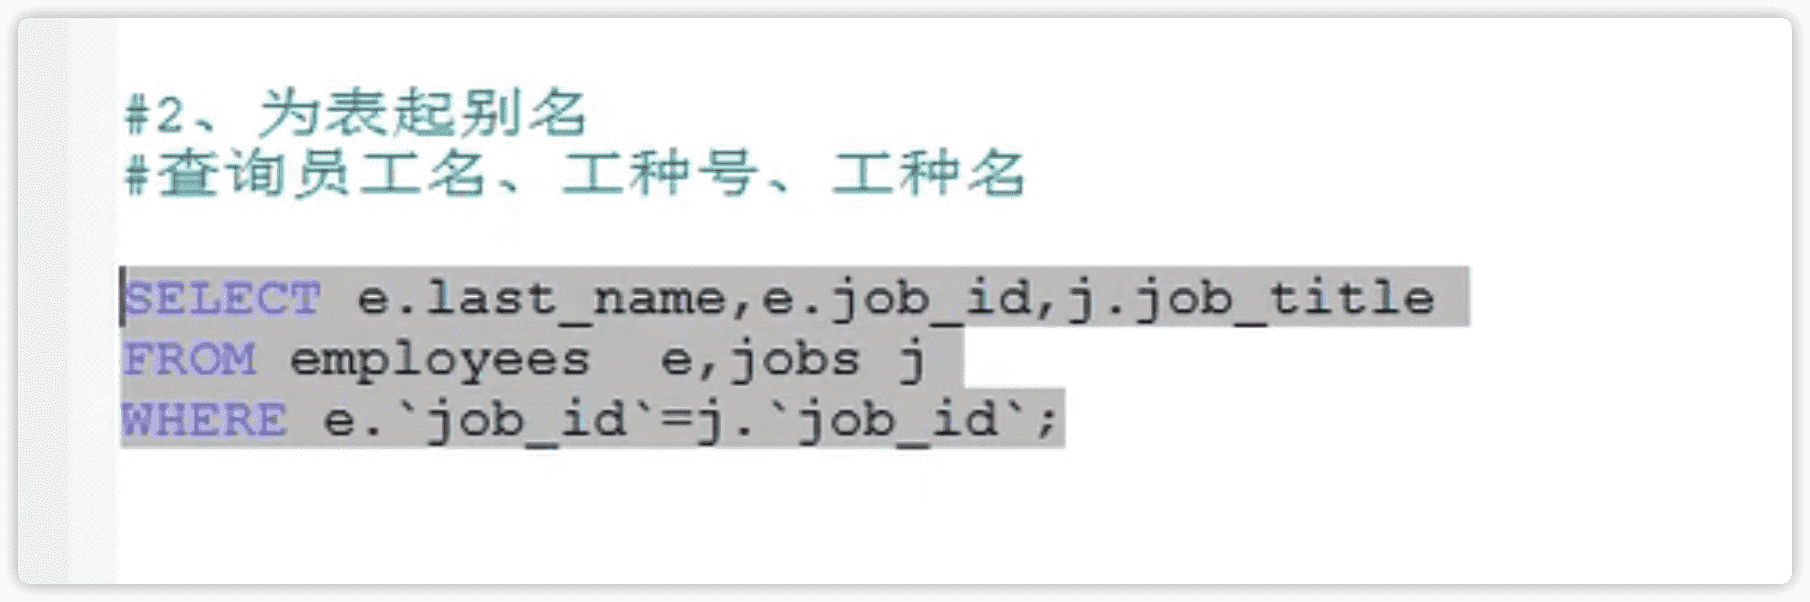 #2、为表起别名
#查询员工名、工种号、工种名
SELECT e.last_name,e.job_id,j.job_title
FROM employees  e,jobs j
WHERE e.`job_id`=j.`job_id`;